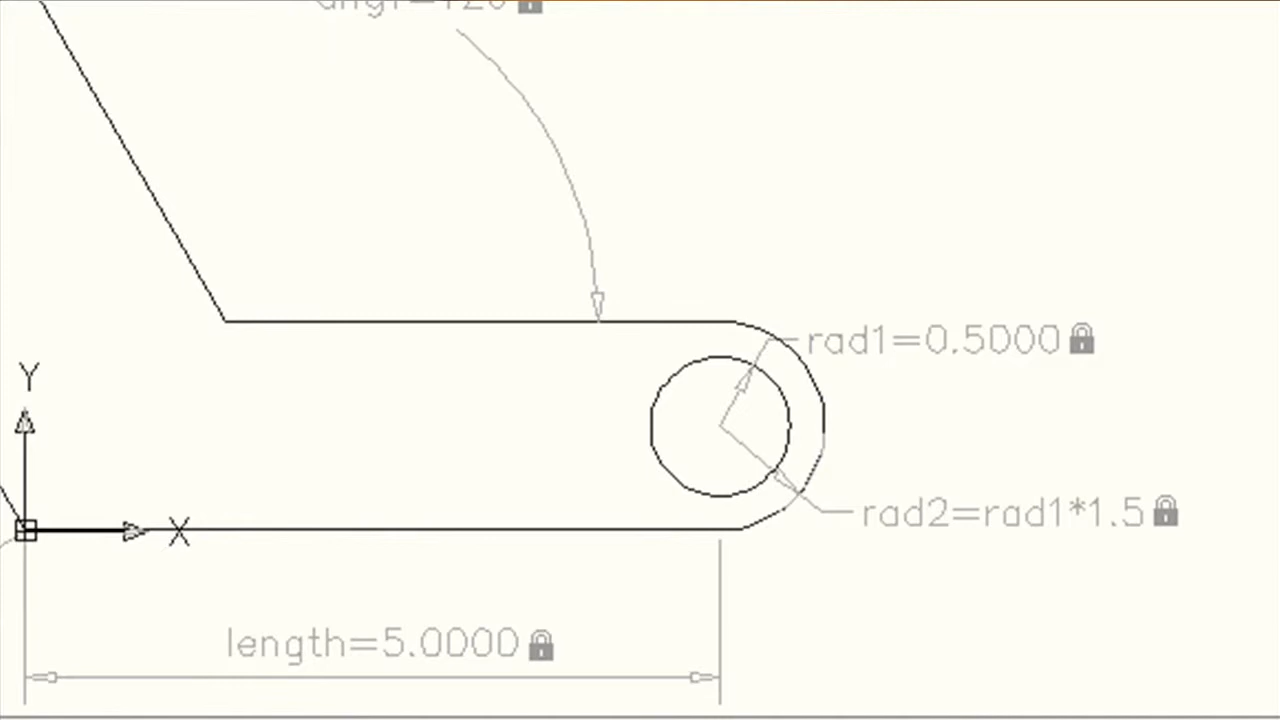 rad1=0.5000
Y
rad2=rad1*1.5
X
length=5.0000